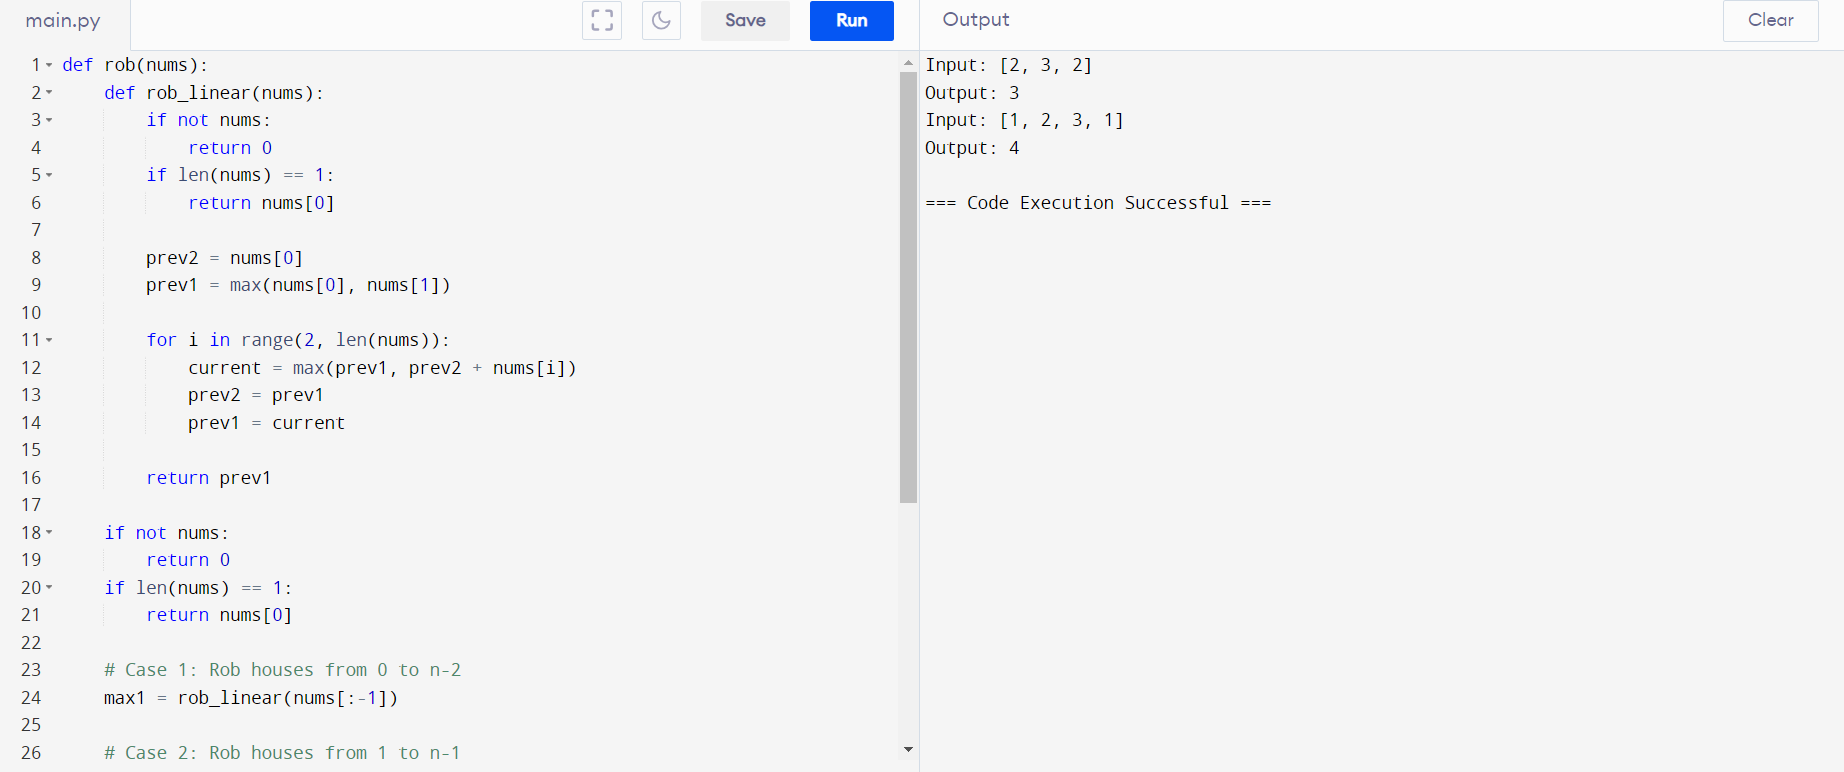 main.py
Save
Run
Output
Clear
1 def rob(nums):
2     def rob_linear(nums):
3         if not nums:
4             return 0
5         if len(nums) == 1:
6             return nums[0]
7
8         prev2 = nums[0]
9         prev1 = max(nums[0], nums[1])
10
11         for i in range(2, len(nums)):
12             current = max(prev1, prev2 + nums[i])
13             prev2 = prev1
14             prev1 = current
15
16         return prev1
17
18     if not nums:
19         return 0
20     if len(nums) == 1:
21         return nums[0]
22
23     # Case 1: Rob houses from 0 to n-2
24     max1 = rob_linear(nums[:-1])
25
26     # Case 2: Rob houses from 1 to n-1
Input: [2, 3, 2]
Output: 3
Input: [1, 2, 3, 1]
Output: 4
=== Code Execution Successful ===